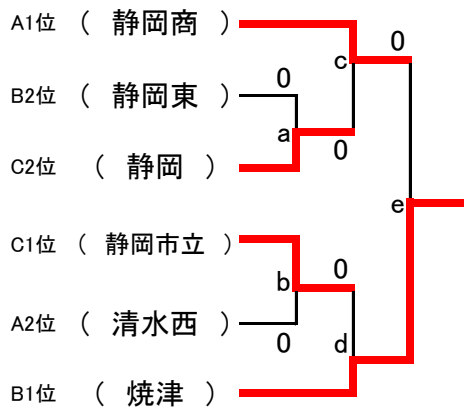 A1位 （ 静岡商 ）
0
c
B2位 （ 静岡東 ）
0
a
0
C2位 （ 静岡 ）
e
C1位 （ 静岡市立 ）
b
0
A2位 （ 清水西 ）
0
d
B1位 （ 焼津 ）